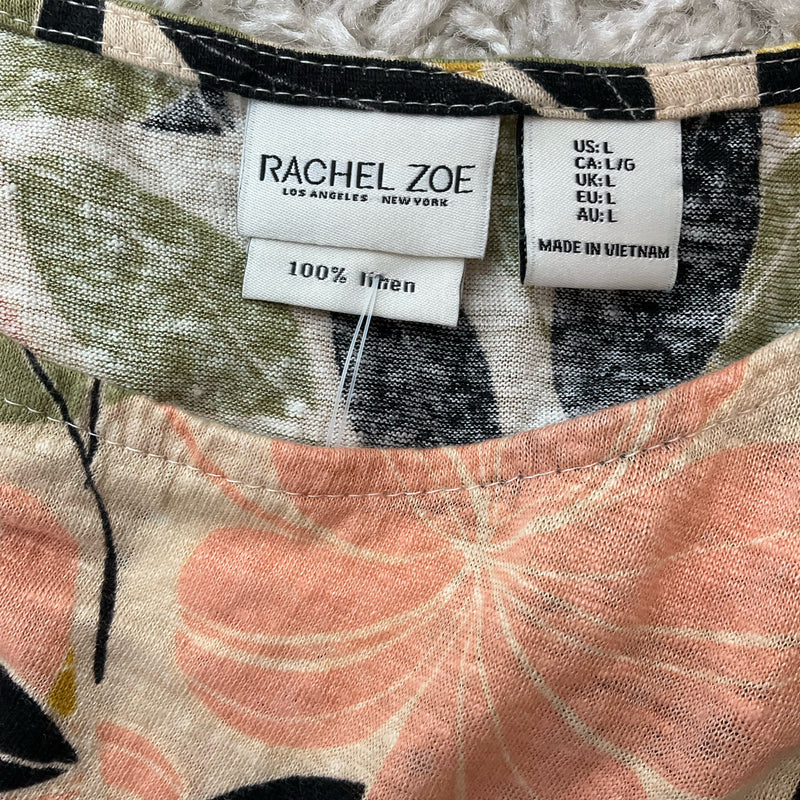 RACHEL ZOE
LOS ANGELES NEW YORK
100% linen
US: L
CA: L/G
UK: L
EU: L
AU: L
MADE IN VIETNAM